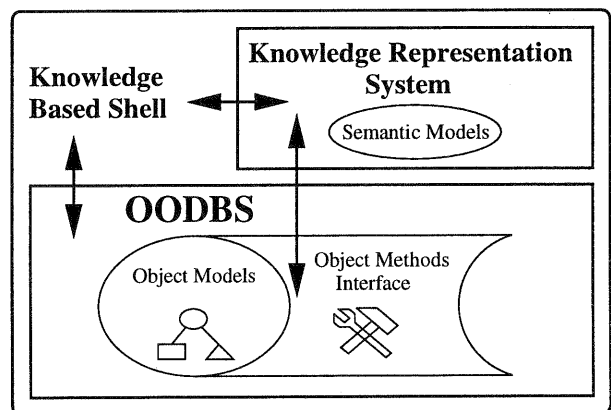 Knowledge
Based Shell
Knowledge Representation
System
Semantic Models
OODBS
Object Models
Object Methods
Interface